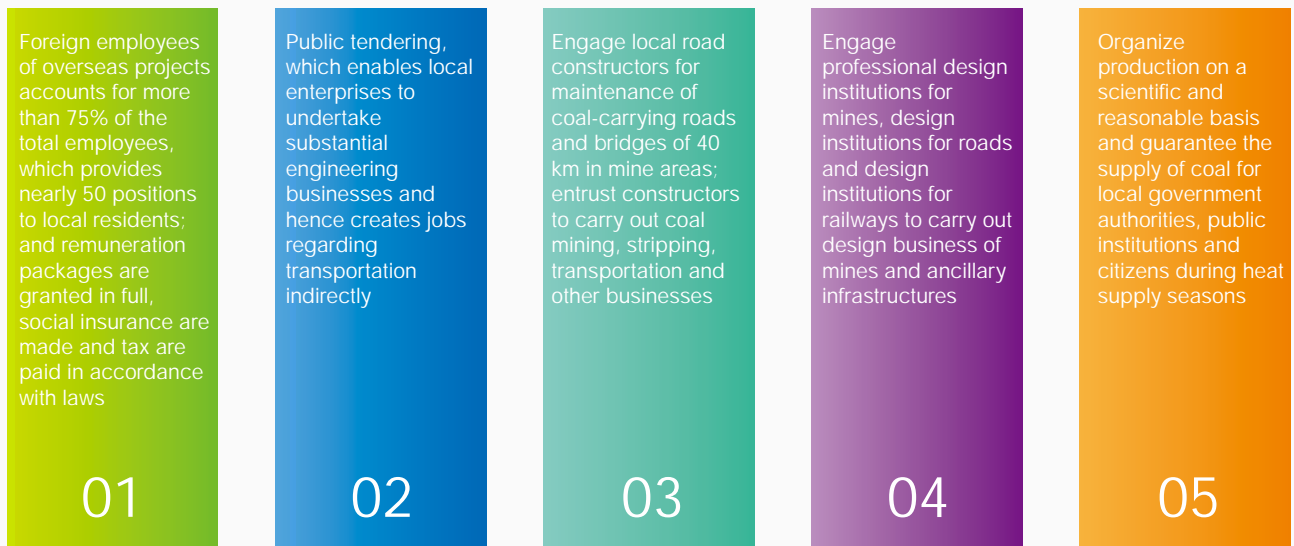 Foreign employees
of overseas projects
accounts for more
than 75% of the
total employees,
which provides
nearly 50 positions
to local residents;
and remuneration
packages are
granted in full,
social insurance are
made and tax are
paid in accordance
with laws
01
Public tendering,
which enables local
enterprises to
undertake
substantial
engineering
businesses and
hence creates jobs
regarding
transportation
indirectly
02
Engage local road
constructors for
maintenance of
coal-carrying roads
and bridges of 40
km in mine areas;
entrust constructors
to carry out coal
mining, stripping,
transportation and
other businesses
03
Engage
professional design
institutions for
mines, design
institutions for roads
and design
institutions for
railways to carry out
design business of
mines and ancillary
infrastructures
04
Organize
production on a
scientific and
reasonable basis
and guarantee the
supply of coal for
local government
authorities, public
institutions and
citizens during heat
supply seasons
05